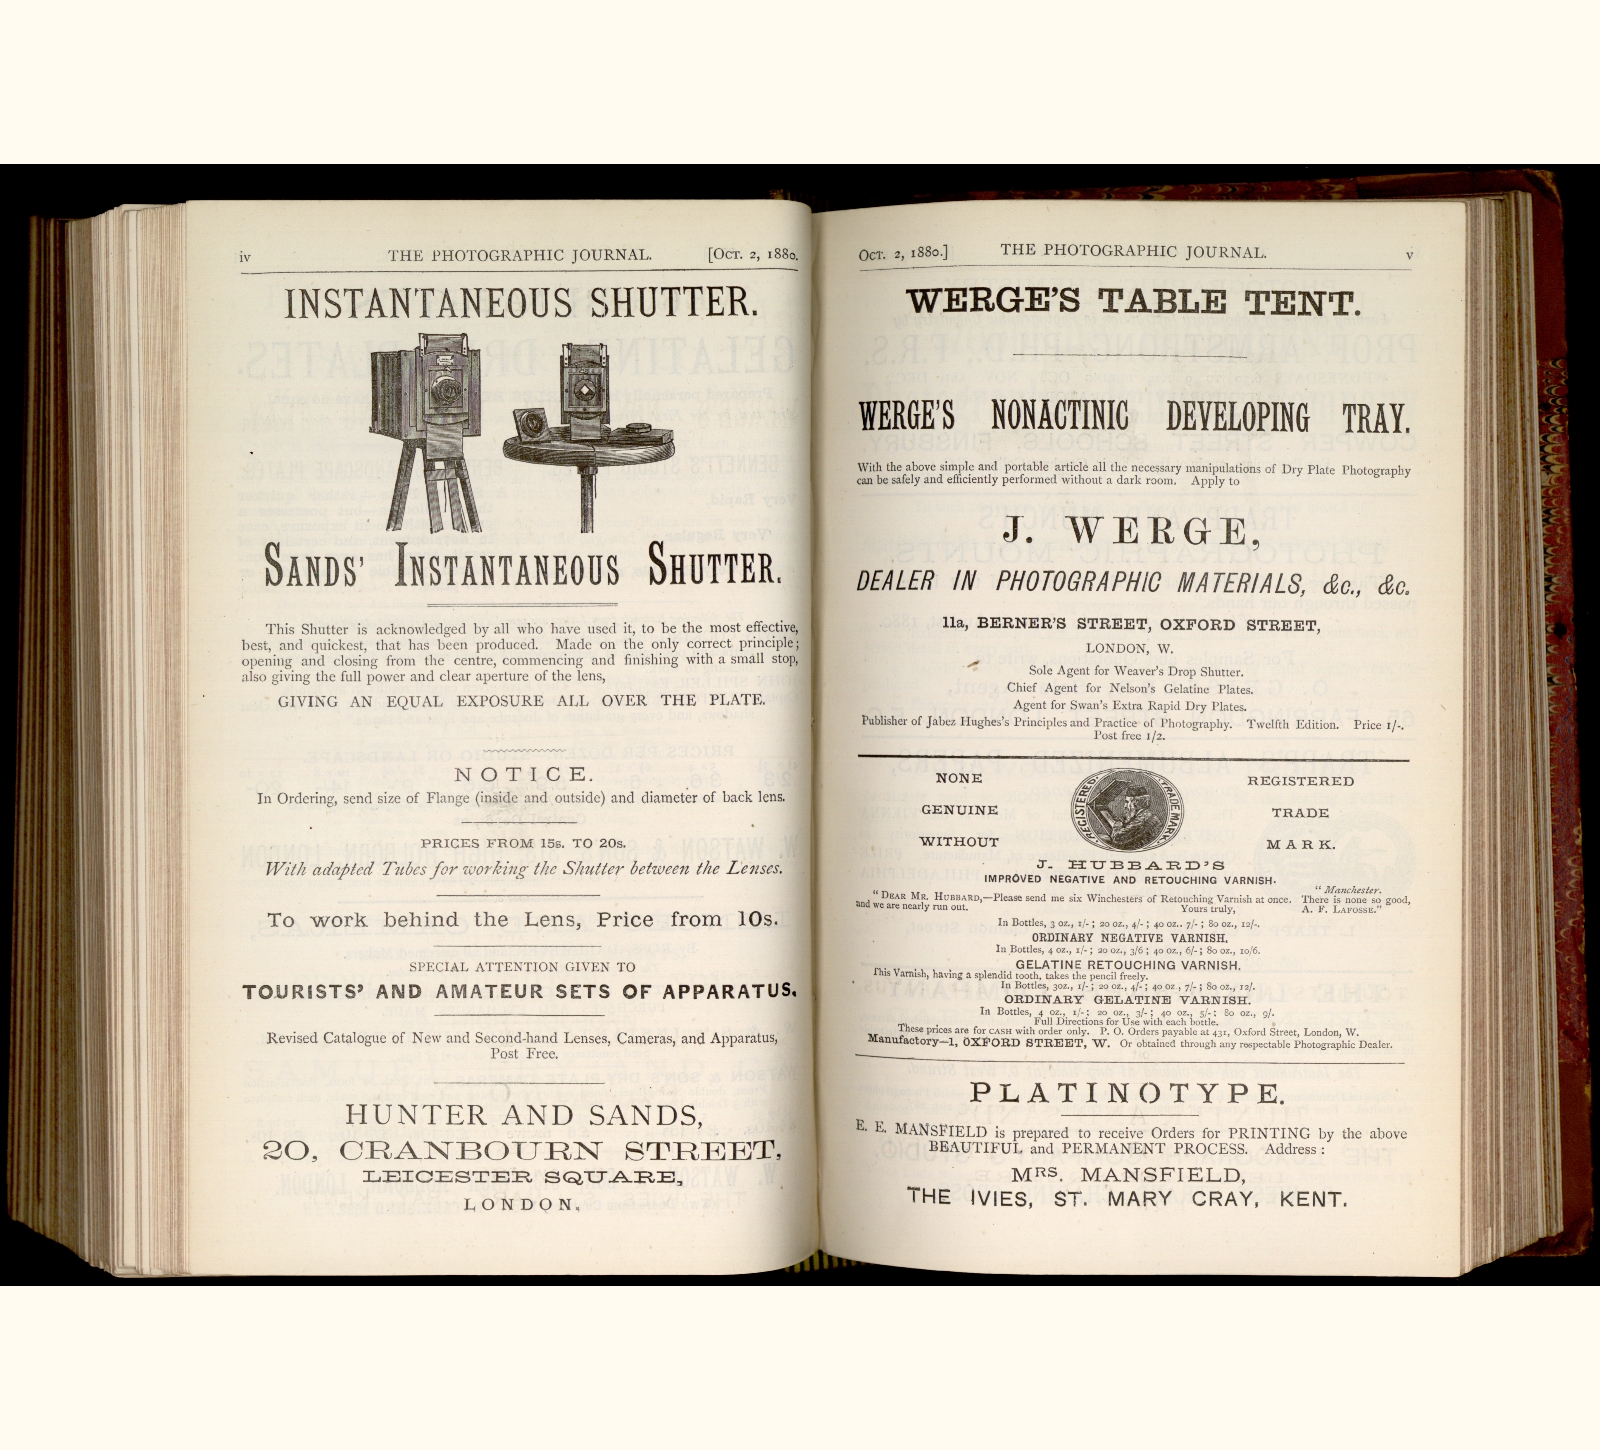 iv THE PHOTOGRAPHIC JOURNAL. [OCT. 2, 1880.
INSTANTANEOUS SHUTTER.
SANDS' INSTANTANEOUS SHUTTER.
This Shutter is acknowledged by all who have used it, to be the most effective,
best, and quickest, that has been produced. Made on the only correct principle;
opening and closing from the centre, commencing and finishing with a small stop,
also giving the full power and clear aperture of the lens,
GIVING AN EQUAL EXPOSURE ALL OVER THE PLATE.
NOTICE.
In Ordering, send size of Flange (inside and outside) and diameter of back lens.
PRICES FROM 15s. TO 20s.
With adapted Tubes for working the Shutter between the Lenses.
To work behind the Lens, Price from 10s.
SPECIAL ATTENTION GIVEN TO
TOURISTS' AND AMATEUR SETS OF APPARATUS.
Revised Catalogue of New and Second-hand Lenses, Cameras, and Apparatus,
Post Free.
HUNTER AND SANDS,
20, CRANBOURN STREET,
LEICESTER SQUARE,
LONDON.
OCT. 2, 1880.] THE PHOTOGRAPHIC JOURNAL. v
WERGE'S TABLE TENT.
WERGE'S NONACTINIC DEVELOPING TRAY.
With the above simple and portable article all the necessary manipulations of Dry Plate Photography
can be safely and efficiently performed without a dark room. Apply to
J. WERGE,
DEALER IN PHOTOGRAPHIC MATERIALS, &c., &c.
11a, BERNER'S STREET, OXFORD STREET,
LONDON, W.
Sole Agent for Weaver's Drop Shutter.
Chief Agent for Nelson's Gelatine Plates.
Agent for Swan's Extra Rapid Dry Plates.
Publisher of Jabez Hughes's Principles and Practice of Photography. Twelfth Edition. Price 1/-.
Post free 1/2.
NONE REGISTERED
GENUINE TRADE
WITHOUT MARK.
REGISTERED TRADE MARK
J. HUBBARD'S
IMPROVED NEGATIVE AND RETOUCHING VARNISH.
"Manchester.
"DEAR MR. HUBBARD,—Please send me six Winchesters of Retouching Varnish at once. There is none so good,
and we are nearly run out. Yours truly, A. F. LAFOSSE."
In Bottles, 3 oz., 1/-; 20 oz., 4/-; 40 oz. 7/-; 80 oz., 12/-.
ORDINARY NEGATIVE VARNISH.
In Bottles, 4 oz., 1/-; 20 oz., 3/6; 40 oz., 6/-; 80 oz., 10/6.
GELATINE RETOUCHING VARNISH.
This Varnish, having a splendid tooth, takes the pencil freely.
In Bottles, 3oz., 1/-; 20 oz., 4/-; 40 oz., 7/-; 80 oz., 12/.
ORDINARY GELATINE VARNISH.
In Bottles, 4 oz., 1/-; 20 oz., 3/-; 40 oz., 5/-; 80 oz., 9/.
Full Directions for Use with each bottle.
These prices are for CASH with order only. P. O. Orders payable at 431, Oxford Street, London, W.
Manufactory—1, OXFORD STREET, W. Or obtained through any respectable Photographic Dealer.
PLATINOTYPE.
E. E. MANSFIELD is prepared to receive Orders for PRINTING by the above
BEAUTIFUL and PERMANENT PROCESS. Address:
MRS. MANSFIELD,
THE IVIES, ST. MARY CRAY, KENT.